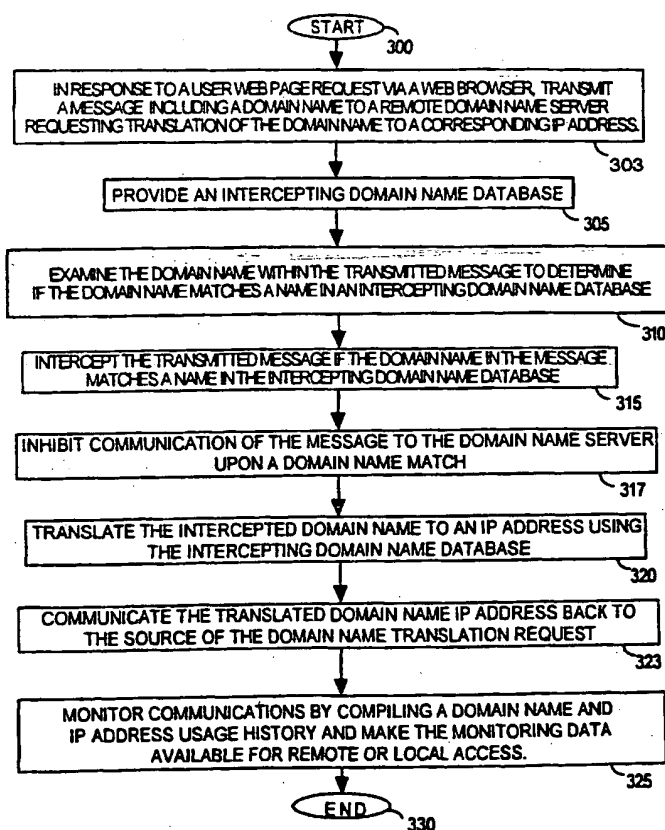 START
300
IN RESPONSE TO A USER WEB PAGE REQUEST VIA A WEB BROWSER, TRANSMIT
A MESSAGE INCLUDING A DOMAIN NAME TO A REMOTE DOMAIN NAME SERVER
REQUESTING TRANSLATION OF THE DOMAIN NAME TO A CORRESPONDING IP ADDRESS.
303
PROVIDE AN INTERCEPTING DOMAIN NAME DATABASE
305
EXAMINE THE DOMAIN NAME WITHIN THE TRANSMITTED MESSAGE TO DETERMINE
IF THE DOMAIN NAME MATCHES A NAME IN AN INTERCEPTING DOMAIN NAME DATABASE
310
INTERCEPT THE TRANSMITTED MESSAGE IF THE DOMAIN NAME IN THE MESSAGE
MATCHES A NAME IN THE INTERCEPTING DOMAIN NAME DATABASE
315
INHIBIT COMMUNICATION OF THE MESSAGE TO THE DOMAIN NAME SERVER
UPON A DOMAIN NAME MATCH
317
TRANSLATE THE INTERCEPTED DOMAIN NAME TO AN IP ADDRESS USING
THE INTERCEPTING DOMAIN NAME DATABASE
320
COMMUNICATE THE TRANSLATED DOMAIN NAME IP ADDRESS BACK TO
THE SOURCE OF THE DOMAIN NAME TRANSLATION REQUEST
323
MONITOR COMMUNICATIONS BY COMPILING A DOMAIN NAME AND
IP ADDRESS USAGE HISTORY AND MAKE THE MONITORING DATA
AVAILABLE FOR REMOTE OR LOCAL ACCESS.
325
END
330